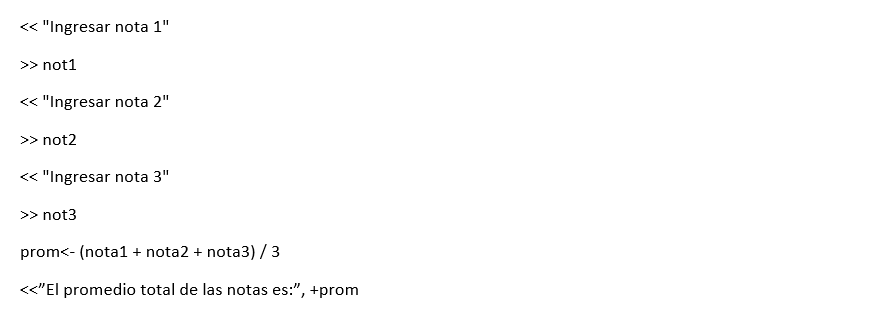 << "Ingresar nota 1"
>> not1
<< "Ingresar nota 2"
>> not2
<< "Ingresar nota 3"
>> not3
prom<- (nota1 + nota2 + nota3) / 3
<<”El promedio total de las notas es:”, +prom